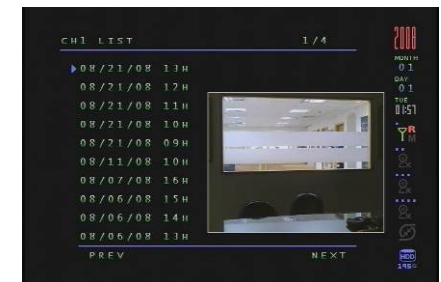 CH1 LIST 1/4
08/21/08 13H
08/21/08 12H
08/21/08 11H
08/21/08 10H
08/21/08 09H
08/11/08 10H
08/07/08 16H
08/06/08 15H
08/06/08 14H
08/06/08 13H
PREV NEXT
2008
MONTH
01
DAY
01
TUE
01:51
R
M
HDD
195G